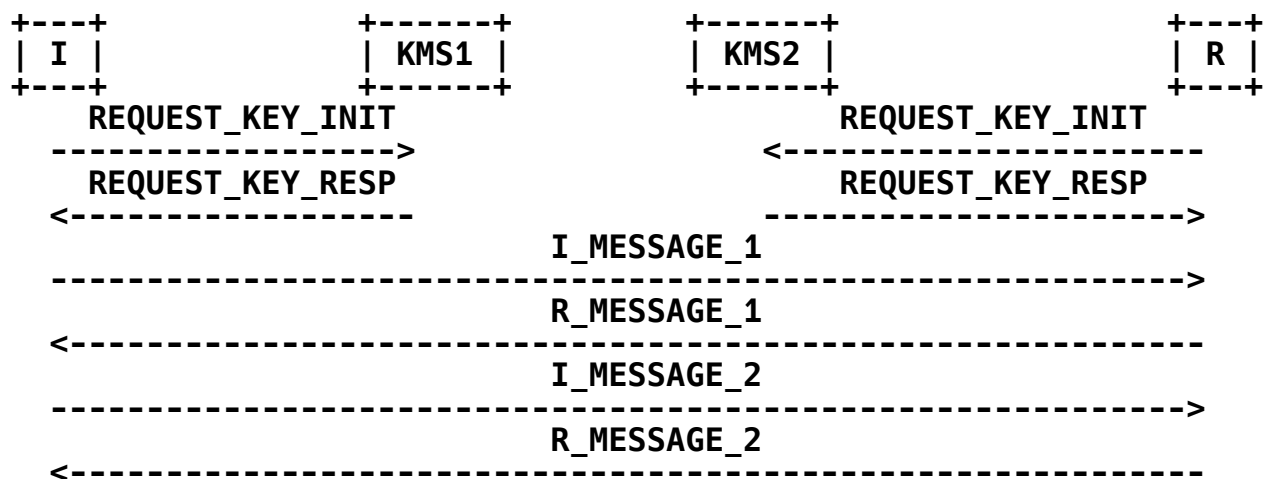 +---+ +------+ +------+ +---+
| I | | KMS1 | | KMS2 | | R |
+---+ +------+ +------+ +---+
REQUEST_KEY_INIT REQUEST_KEY_INIT
------------------> <----------------------
REQUEST_KEY_RESP REQUEST_KEY_RESP
<------------------ ---------------------->
I_MESSAGE_1
----------------------------------------------------------->
R_MESSAGE_1
<-----------------------------------------------------------
I_MESSAGE_2
----------------------------------------------------------->
R_MESSAGE_2
<-----------------------------------------------------------